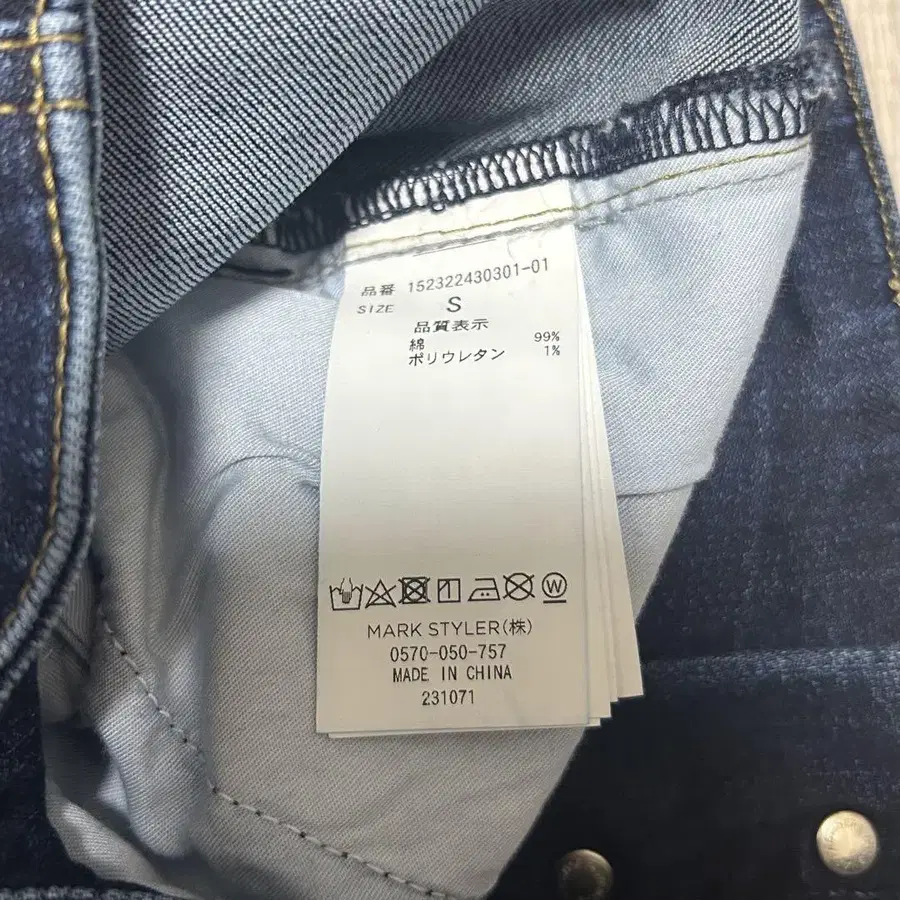 品番 152322430301-01
SIZE S
品質表示
綿 99%
ポリウレタン 1%
W
MARK STYLER(株)
0570-050-757
MADE IN CHINA
231071